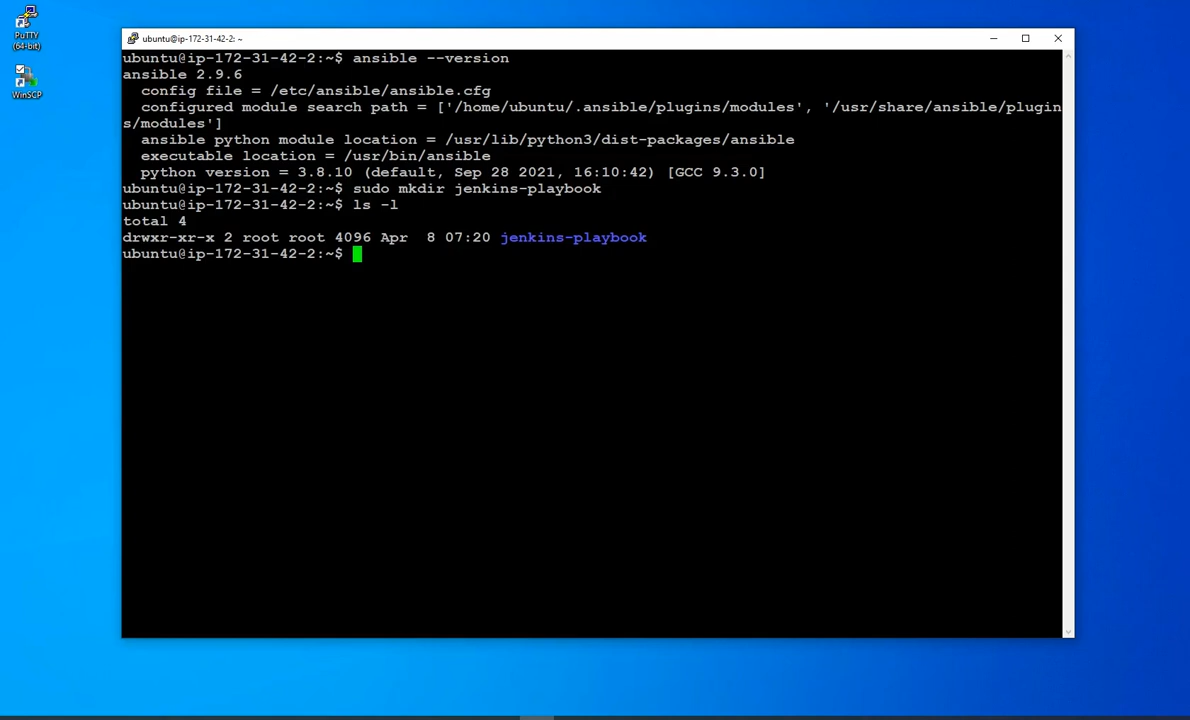 PuTTY
(64-bit)
WinSCP
ubuntu@ip-172-31-42-2: ~
ubuntu@ip-172-31-42-2:~$ ansible --version
ansible 2.9.6
  config file = /etc/ansible/ansible.cfg
  configured module search path = ['/home/ubuntu/.ansible/plugins/modules', '/usr/share/ansible/plugin
s/modules']
  ansible python module location = /usr/lib/python3/dist-packages/ansible
  executable location = /usr/bin/ansible
  python version = 3.8.10 (default, Sep 28 2021, 16:10:42) [GCC 9.3.0]
ubuntu@ip-172-31-42-2:~$ sudo mkdir jenkins-playbook
ubuntu@ip-172-31-42-2:~$ ls -l
total 4
drwxr-xr-x 2 root root 4096 Apr  8 07:20 jenkins-playbook
ubuntu@ip-172-31-42-2:~$